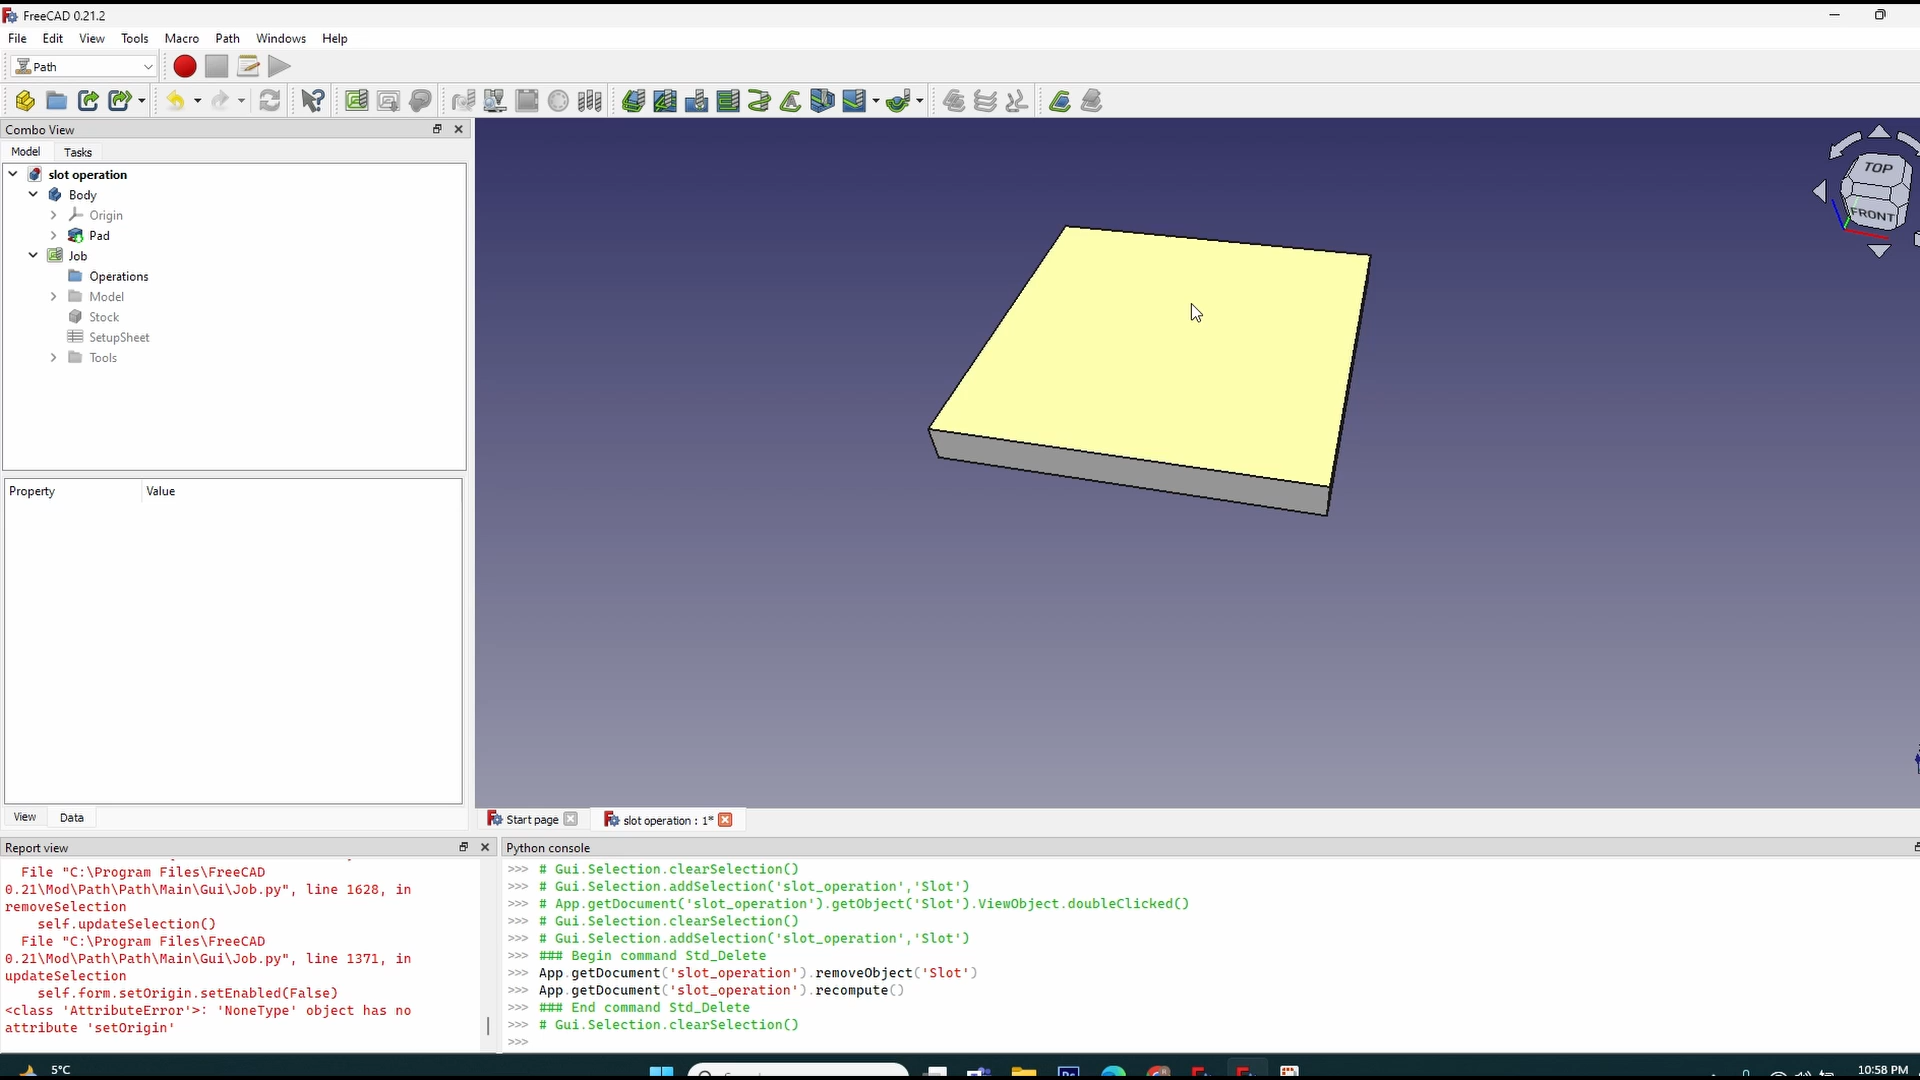 FreeCAD 0.21.2
File Edit View Tools Macro Path Windows Help
Path
Combo View
Model Tasks
slot operation
Body
Origin
Pad
Job
Operations
Model
Stock
SetupSheet
Tools
Property Value
View Data
TOP
FRONT
Start page
slot operation : 1*
Report view
File "C:\Program Files\FreeCAD
0.21\Mod\Path\Path\Main\Gui\Job.py", line 1628, in
removeSelection
self.updateSelection()
File "C:\Program Files\FreeCAD
0.21\Mod\Path\Path\Main\Gui\Job.py", line 1371, in
updateSelection
self.form.setOrigin.setEnabled(False)
<class 'AttributeError'>: 'NoneType' object has no
attribute 'setOrigin'
Python console
>>> # Gui.Selection.clearSelection()
>>> # Gui.Selection.addSelection('slot_operation','Slot')
>>> # App.getDocument('slot_operation').getObject('Slot').ViewObject.doubleClicked()
>>> # Gui.Selection.clearSelection()
>>> # Gui.Selection.addSelection('slot_operation','Slot')
>>> ### Begin command Std_Delete
>>> App.getDocument('slot_operation').removeObject('Slot')
>>> App.getDocument('slot_operation').recompute()
>>> ### End command Std_Delete
>>> # Gui.Selection.clearSelection()
>>>
5°C
10:58 PM